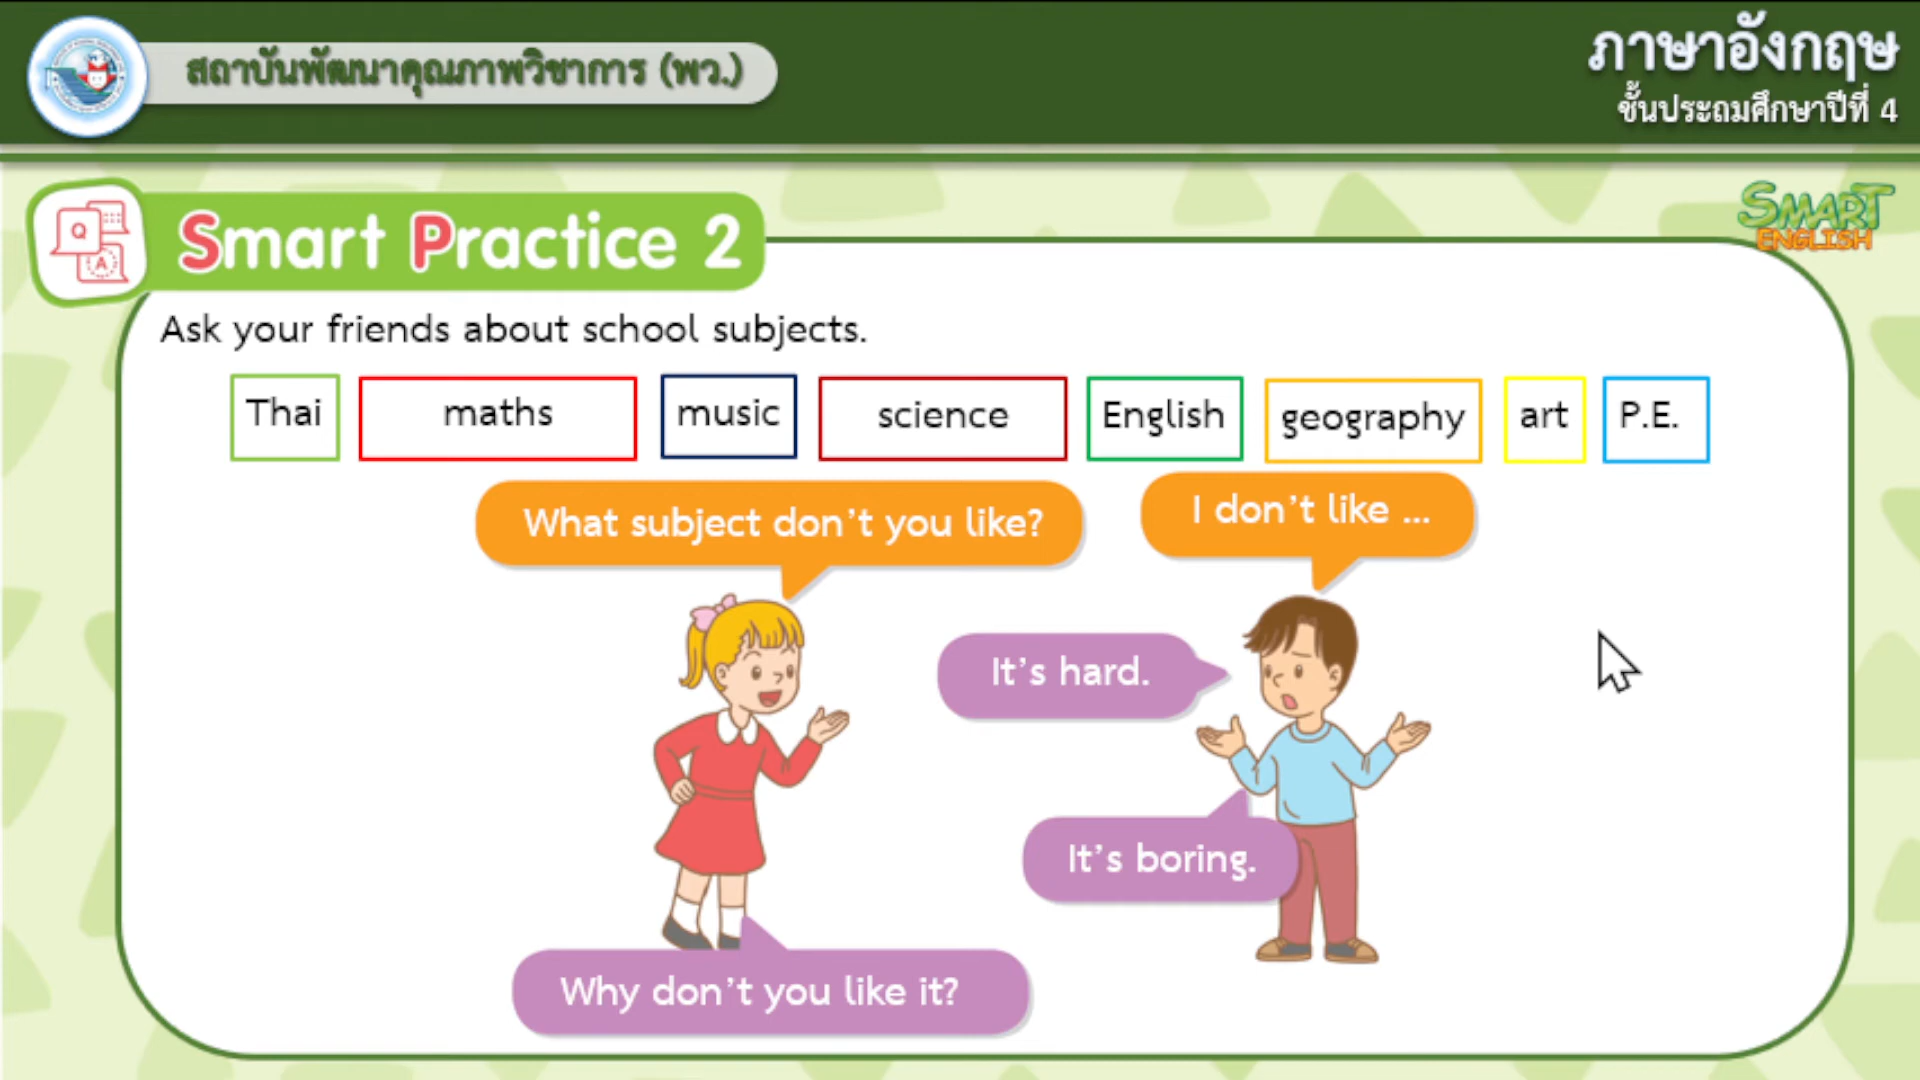 สถาบันพัฒนาคุณภาพวิชาการ (พว.)
ภาษาอังกฤษ
ชั้นประถมศึกษาปีที่ 4
SMART
ENGLISH
Q
A
Smart Practice 2
Ask your friends about school subjects.
Thai maths music science English geography art P.E.
What subject don't you like?
I don't like ...
It's hard.
It's boring.
Why don't you like it?